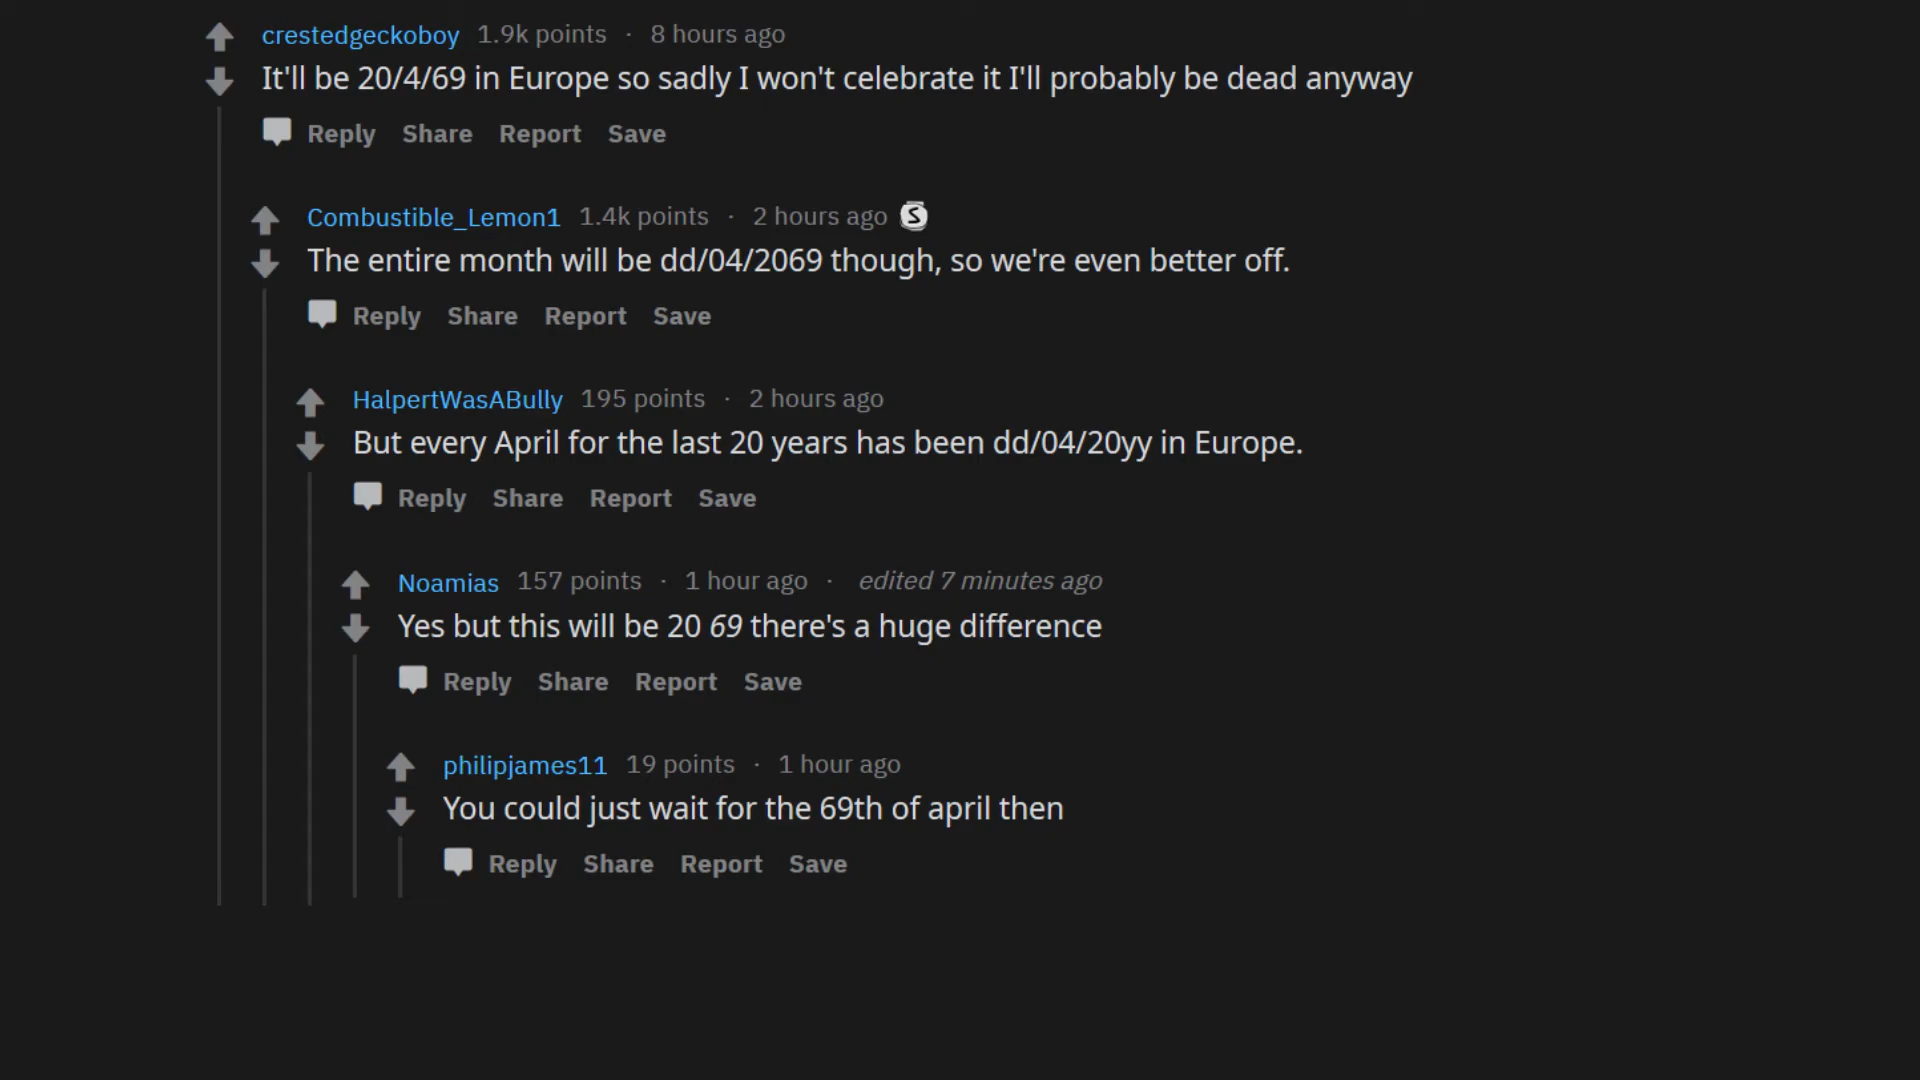 crestedgeckoboy 1.9k points · 8 hours ago
It'll be 20/4/69 in Europe so sadly I won't celebrate it I'll probably be dead anyway
Reply Share Report Save
Combustible_Lemon1 1.4k points · 2 hours ago S
The entire month will be dd/04/2069 though, so we're even better off.
Reply Share Report Save
HalpertWasABully 195 points · 2 hours ago
But every April for the last 20 years has been dd/04/20yy in Europe.
Reply Share Report Save
Noamias 157 points · 1 hour ago · edited 7 minutes ago
Yes but this will be 20 69 there's a huge difference
Reply Share Report Save
philipjames11 19 points · 1 hour ago
You could just wait for the 69th of april then
Reply Share Report Save